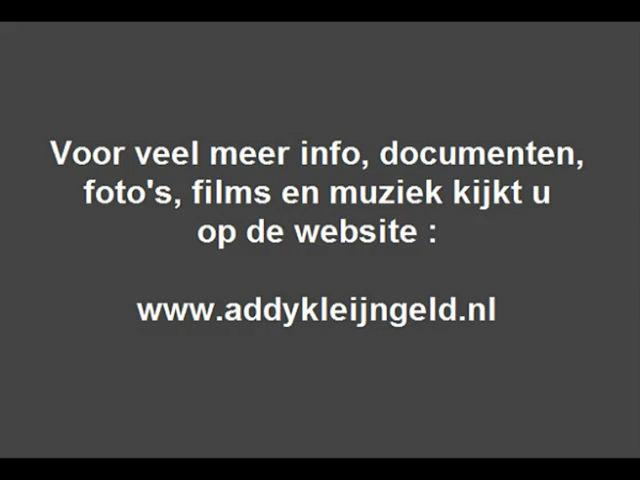 Voor veel meer info, documenten,
foto's, films en muziek kijkt u
op de website :
www.addykleijngeld.nl